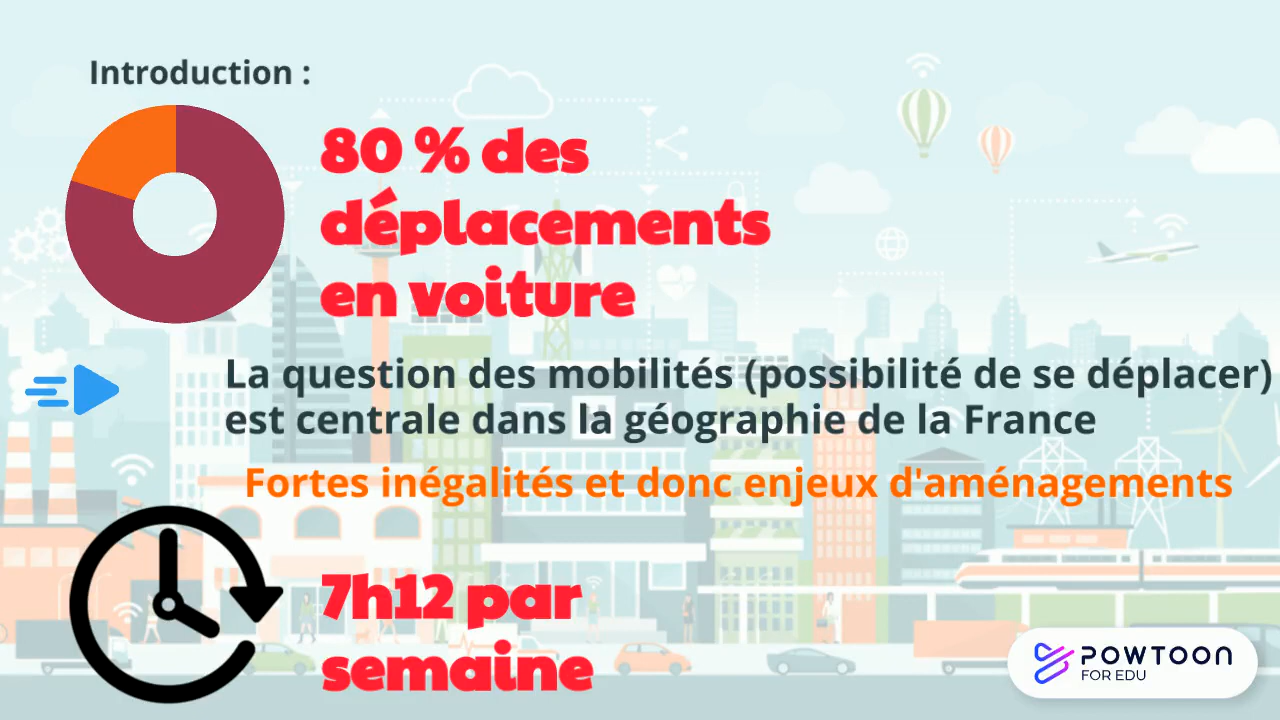 Introduction :
80 % des
déplacements
en voiture
La question des mobilités (possibilité de se déplacer)
est centrale dans la géographie de la France
Fortes inégalités et donc enjeux d'aménagements
7h12 par
semaine
POWTOON
FOR EDU